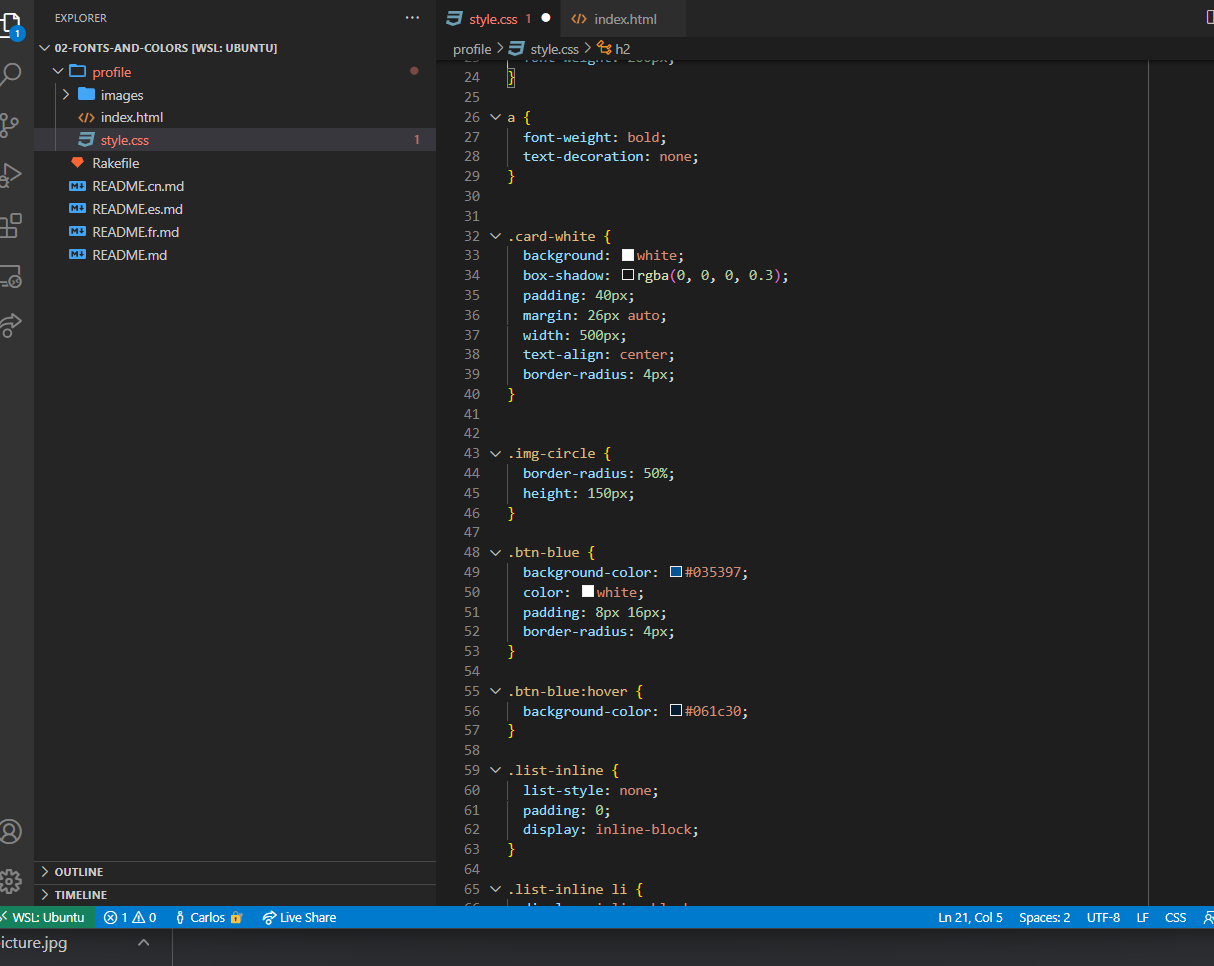 EXPLORER
02-FONTS-AND-COLORS [WSL: UBUNTU]
profile
images
index.html
style.css 1
Rakefile
README.cn.md
README.es.md
README.fr.md
README.md
OUTLINE
TIMELINE
1
style.css 1
index.html
profile > style.css > h2
24 }
25
26 a {
27 font-weight: bold;
28 text-decoration: none;
29 }
30
31
32 .card-white {
33 background: white;
34 box-shadow: rgba(0, 0, 0, 0.3);
35 padding: 40px;
36 margin: 26px auto;
37 width: 500px;
38 text-align: center;
39 border-radius: 4px;
40 }
41
42
43 .img-circle {
44 border-radius: 50%;
45 height: 150px;
46 }
47
48 .btn-blue {
49 background-color: #035397;
50 color: white;
51 padding: 8px 16px;
52 border-radius: 4px;
53 }
54
55 .btn-blue:hover {
56 background-color: #061c30;
57 }
58
59 .list-inline {
60 list-style: none;
61 padding: 0;
62 display: inline-block;
63 }
64
65 .list-inline li {
WSL: Ubuntu 1 0 Carlos Live Share Ln 21, Col 5 Spaces: 2 UTF-8 LF CSS
icture.jpg